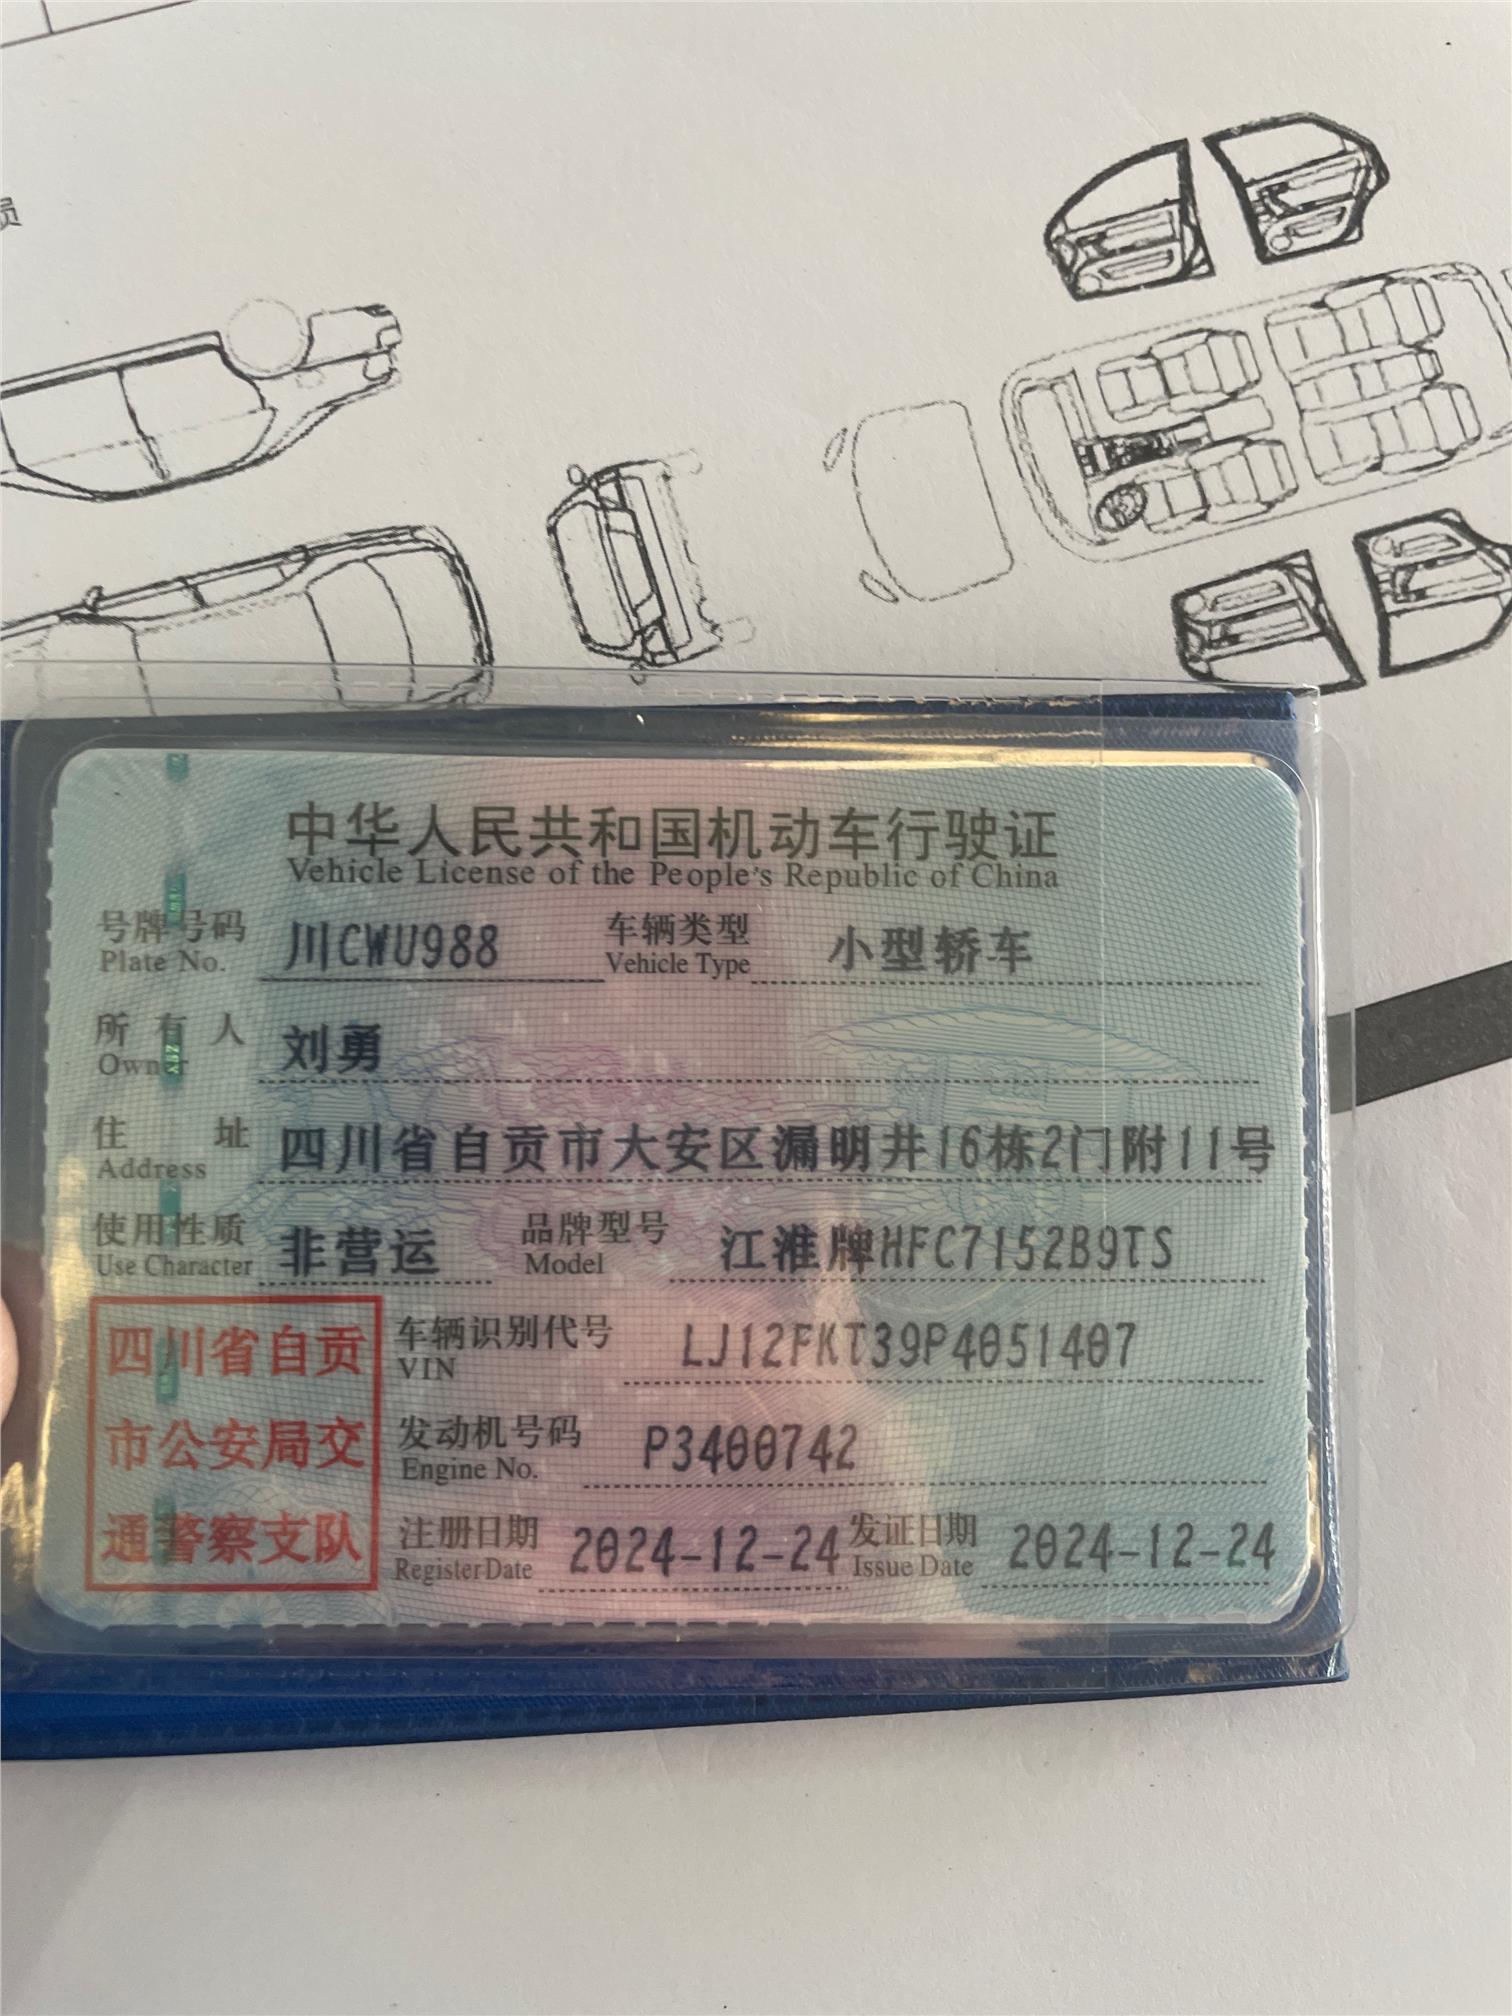 损
中华人民共和国机动车行驶证
Vehicle License of the People's Republic of China
号牌号码 川CWU988 车辆类型 小型轿车
Plate No. Vehicle Type
所有人 刘勇
Owner
住址 四川省自贡市大安区漏明井16栋2门附11号
Address
使用性质 非营运 品牌型号 江淮牌HFC7152B9TS
Use Character Model
四川省自贡
市公安局交
通警察支队
车辆识别代号 LJ12FKT39P4051407
VIN
发动机号码 P3400742
Engine No.
注册日期 2024-12-24 发证日期 2024-12-24
Register Date Issue Date